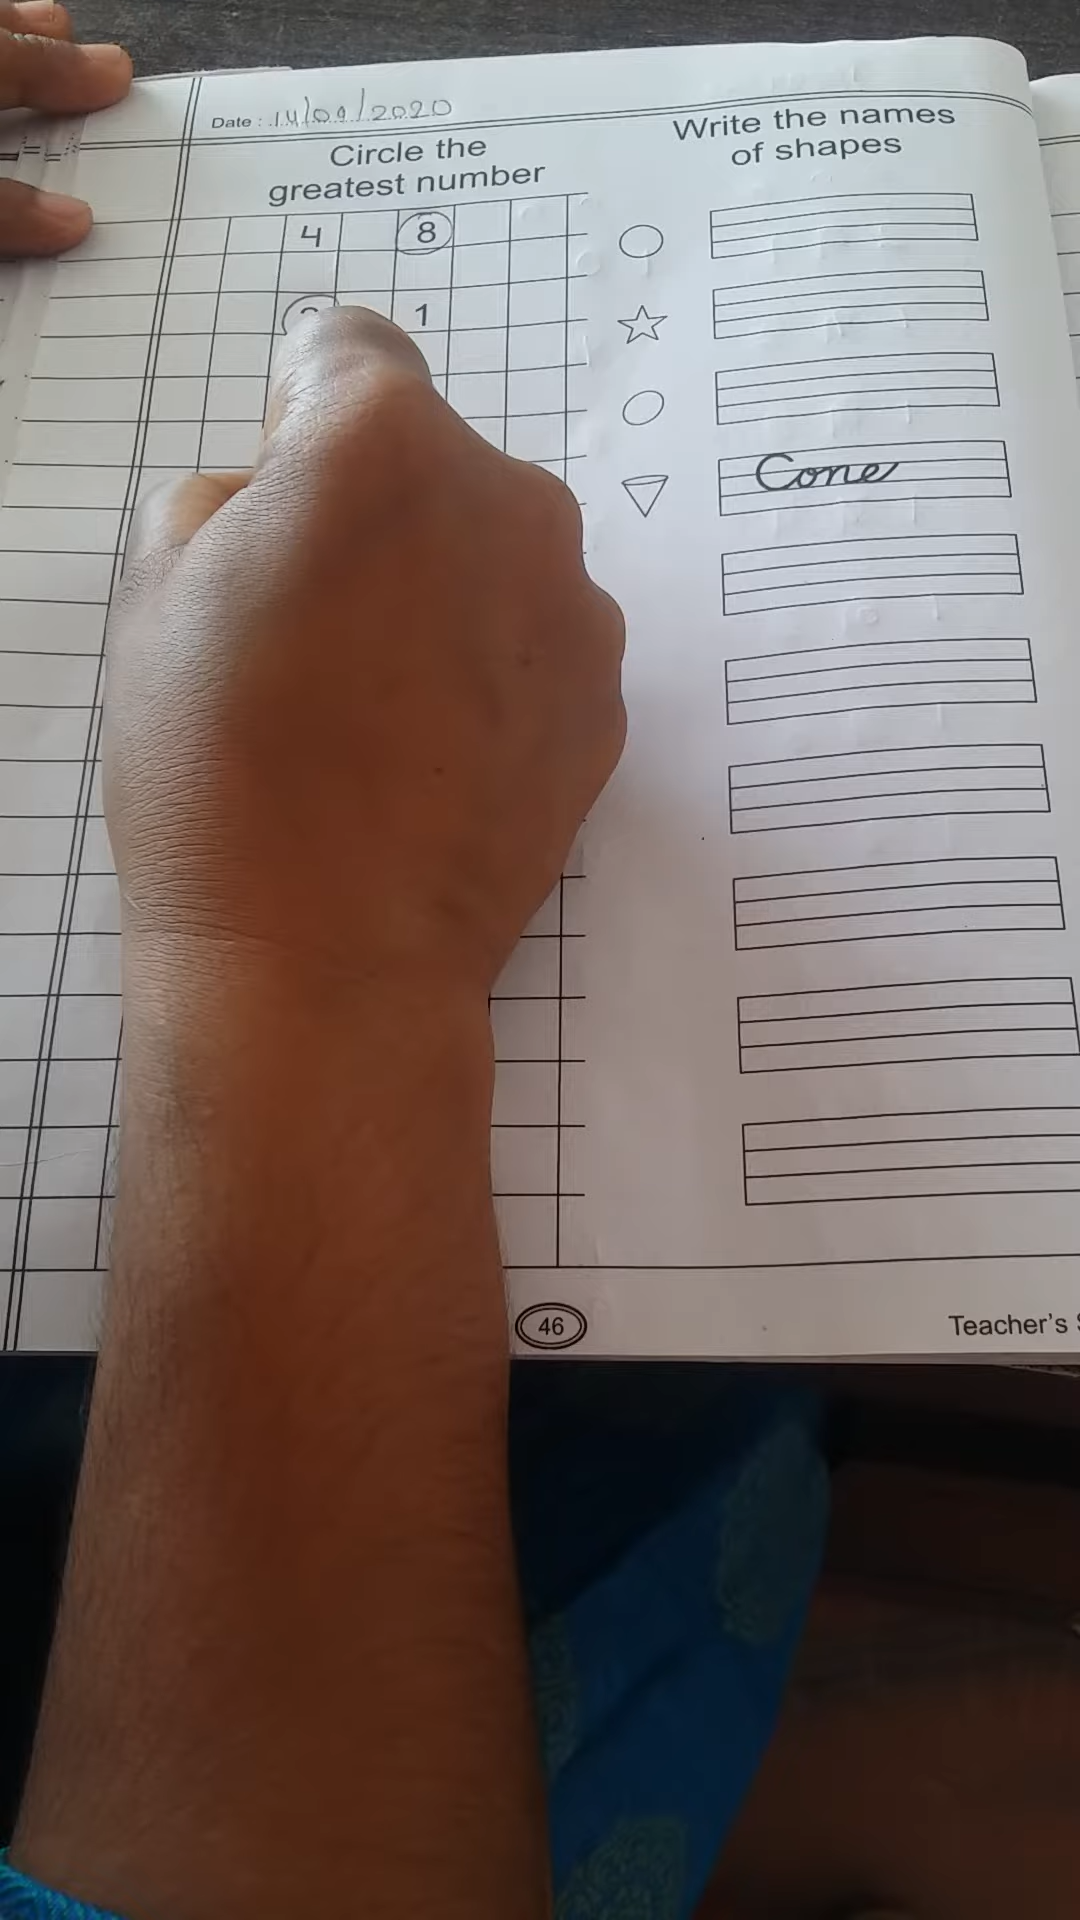 Date : 14/09/2020
Circle the
greatest number
4 8
1
Write the names
of shapes
Cone
46
Teacher's